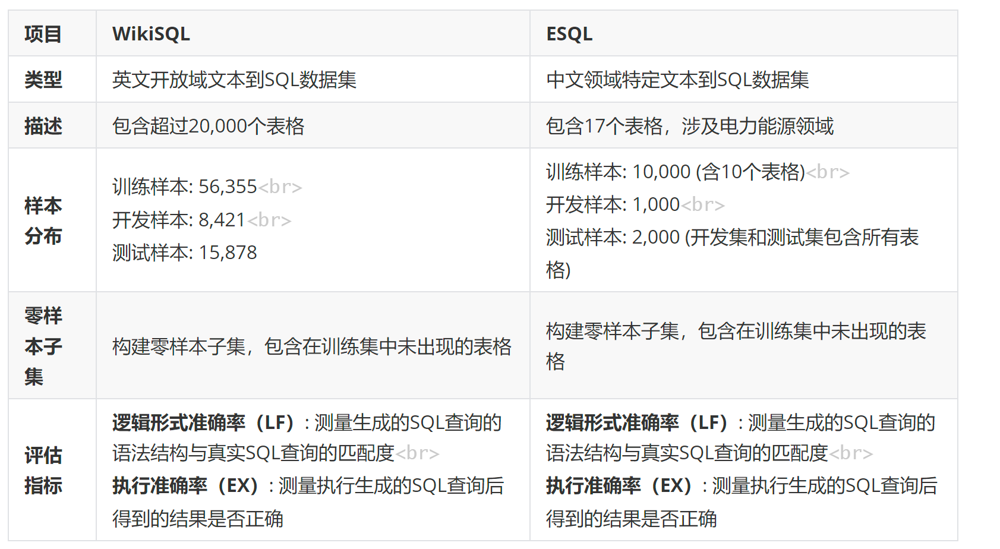 项目 WikiSQL ESQL
类型 英文开放域文本到SQL数据集 中文领域特定文本到SQL数据集
描述 包含超过20,000个表格 包含17个表格，涉及电力能源领域
样本
分布
训练样本: 56,355<br>
开发样本: 8,421<br>
测试样本: 15,878
训练样本: 10,000 (含10个表格)<br>
开发样本: 1,000<br>
测试样本: 2,000 (开发集和测试集包含所有表
格)
零样
本子
集
构建零样本子集，包含在训练集中未出现的表格
构建零样本子集，包含在训练集中未出现的表
格
评估
指标
逻辑形式准确率（LF）: 测量生成的SQL查询的
语法结构与真实SQL查询的匹配度<br>
执行准确率（EX）: 测量执行生成的SQL查询后
得到的结果是否正确
逻辑形式准确率（LF）: 测量生成的SQL查询的
语法结构与真实SQL查询的匹配度<br>
执行准确率（EX）: 测量执行生成的SQL查询后
得到的结果是否正确